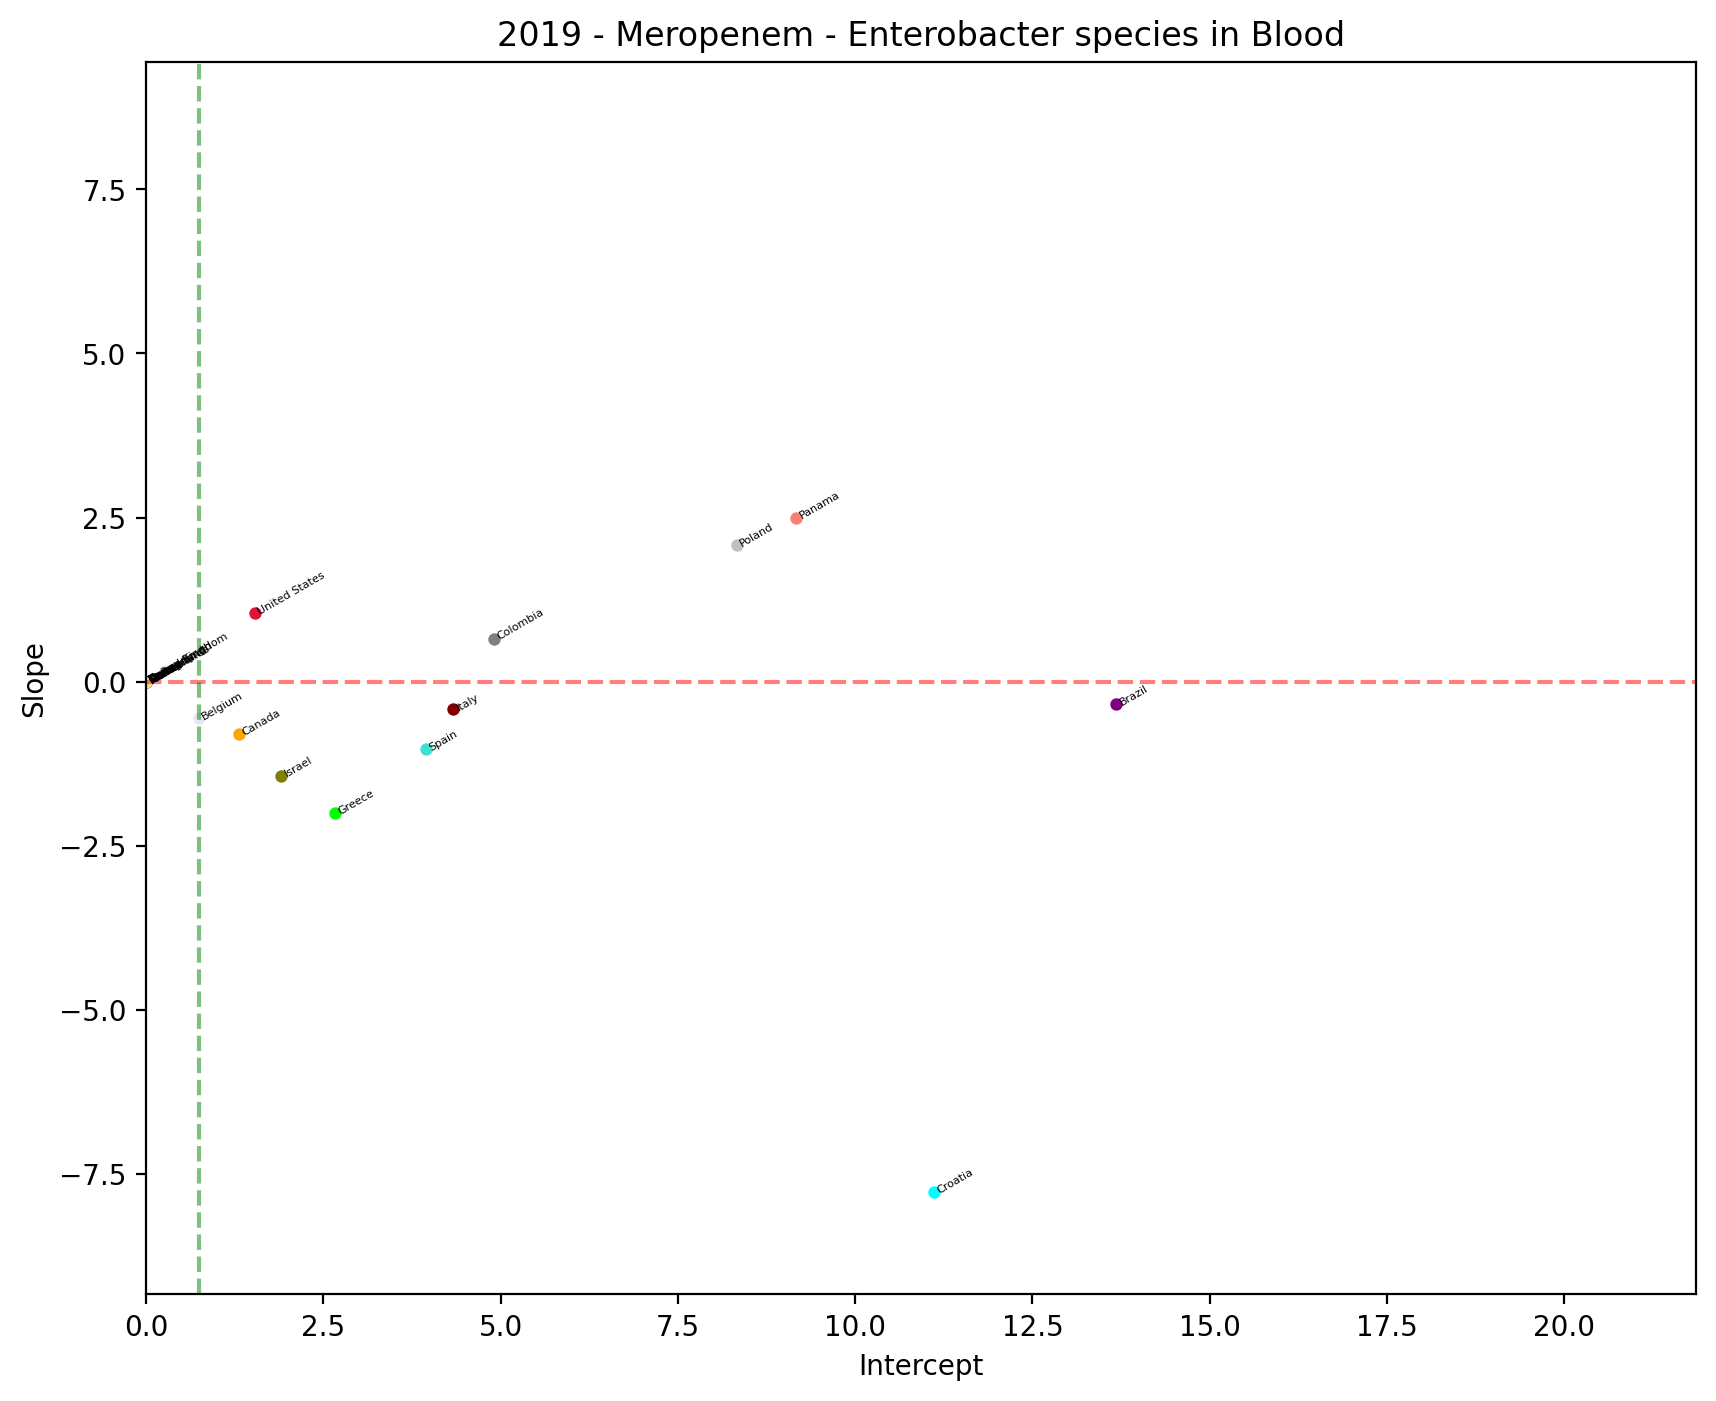 2019 - Meropenem - Enterobacter species in Blood
Slope
7.5
5.0
2.5
0.0
−2.5
−5.0
−7.5
Panama
Poland
United States
Colombia
Belgium
Canada
Israel
Greece
Italy
Spain
Brazil
Croatia
0.0
2.5
5.0
7.5
10.0
12.5
15.0
17.5
20.0
Intercept